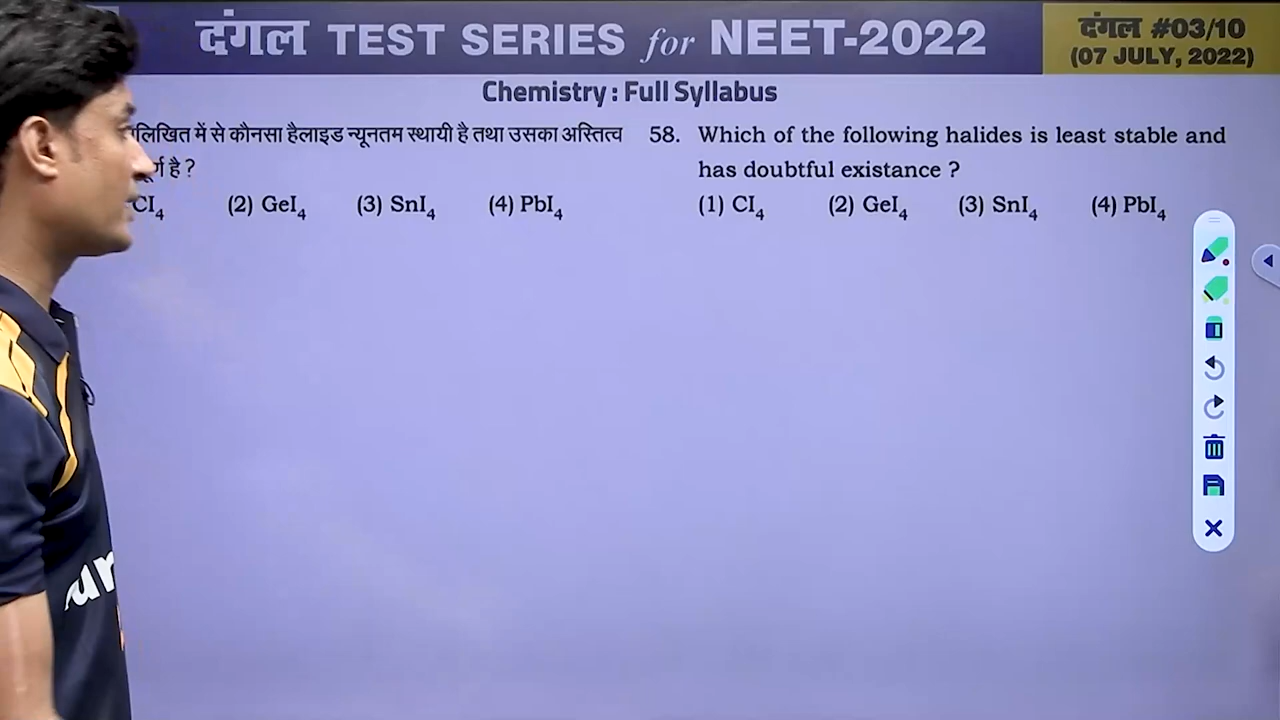 दंगल TEST SERIES for NEET-2022
दंगल #03/10
(07 JULY, 2022)
Chemistry : Full Syllabus
में से कौनसा हैलाइड न्यूनतम स्थायी है तथा उसका अस्तित्व
है ?
CI4 (2) GeI4 (3) SnI4 (4) PbI4
58. Which of the following halides is least stable and
has doubtful existance ?
(1) CI4 (2) GeI4 (3) SnI4 (4) PbI4